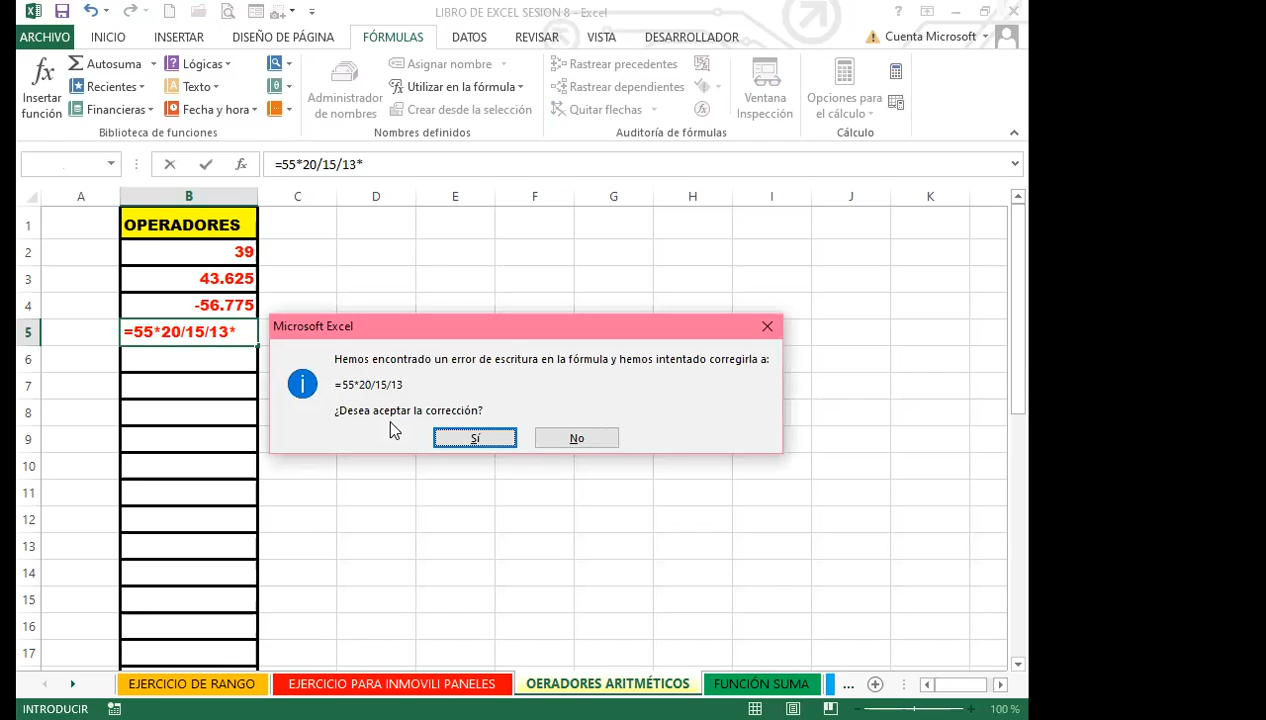 LIBRO DE EXCEL SESION 8 - Excel
ARCHIVO INICIO INSERTAR DISEÑO DE PÁGINA FÓRMULAS DATOS REVISAR VISTA DESARROLLADOR Cuenta Microsoft
Insertar función
Autosuma
Recientes
Financieras
Lógicas
Texto
Fecha y hora
Biblioteca de funciones
Administrador de nombres
Asignar nombre
Utilizar en la fórmula
Crear desde la selección
Nombres definidos
Rastrear precedentes
Rastrear dependientes
Quitar flechas
Auditoría de fórmulas
Ventana Inspección
Opciones para el cálculo
Cálculo
fx =55*20/15/13*
A B C D E F G H I J K
1 OPERADORES
2 39
3 43.625
4 -56.775
5 =55*20/15/13*
6
7
8
9
10
11
12
13
14
15
16
17
Microsoft Excel
Hemos encontrado un error de escritura en la fórmula y hemos intentado corregirla a:
=55*20/15/13
¿Desea aceptar la corrección?
Sí No
EJERCICIO DE RANGO EJERCICIO PARA INMOVILI PANELES OERADORES ARITMÉTICOS FUNCIÓN SUMA ...
INTRODUCIR 100 %